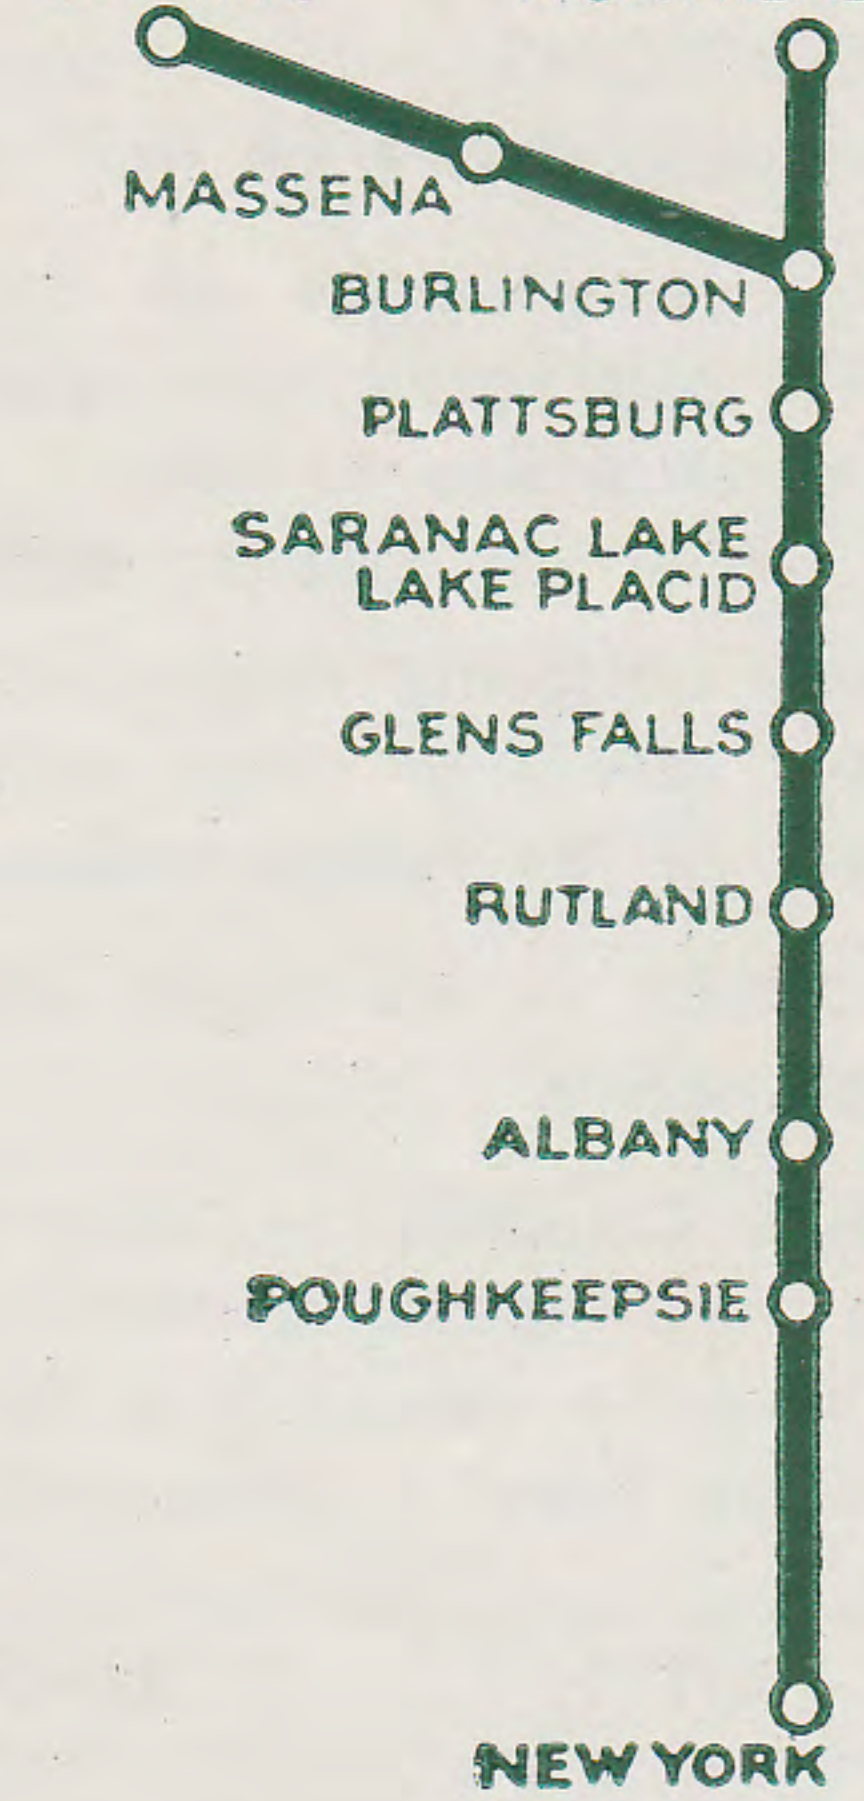 MASSENA
BURLINGTON
PLATTSBURG
SARANAC LAKE
LAKE PLACID
GLENS FALLS
RUTLAND
ALBANY
POUGHKEEPSIE
NEW YORK